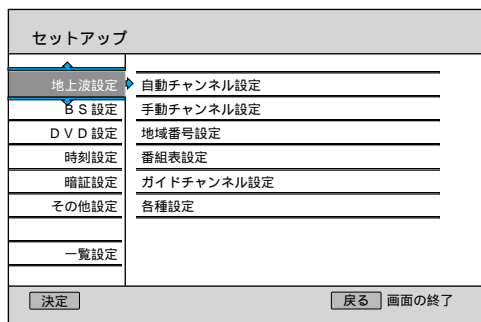 セットアップ
地上波設定
自動チャンネル設定
BS設定
手動チャンネル設定
DVD設定
地域番号設定
時刻設定
番組表設定
暗証設定
ガイドチャンネル設定
その他設定
各種設定
一覧設定
決定
戻る 画面の終了